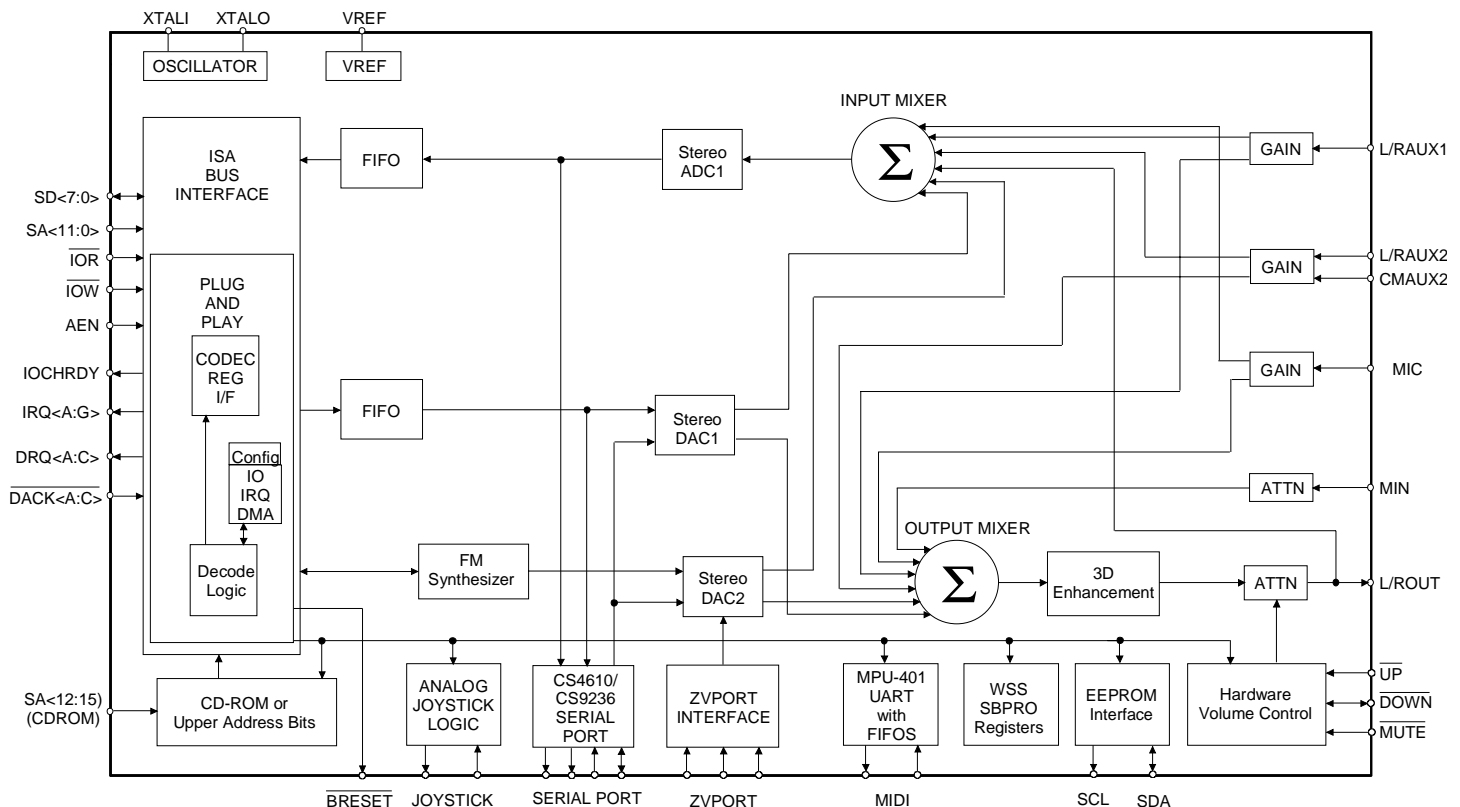 XTALI
XTALO
VREF
OSCILLATOR
VREF
INPUT MIXER
ISA
BUS
INTERFACE
FIFO
Stereo
ADC1
Σ
GAIN
L/RAUX1
SD<7:0>
SA<11:0>
IOR
IOW
AEN
IOCHRDY
IRQ<A:G>
DRQ<A:C>
DACK<A:C>
PLUG
AND
PLAY
CODEC
REG
I/F
Config
IO
IRQ
DMA
Decode
Logic
GAIN
L/RAUX2
CMAUX2
GAIN
MIC
FIFO
Stereo
DAC1
ATTN
MIN
OUTPUT MIXER
FM
Synthesizer
Stereo
DAC2
Σ
3D
Enhancement
ATTN
L/ROUT
SA<12:15)
(CDROM)
CD-ROM or
Upper Address Bits
ANALOG
JOYSTICK
LOGIC
CS4610/
CS9236
SERIAL
PORT
ZVPORT
INTERFACE
MPU-401
UART
with
FIFOS
WSS
SBPRO
Registers
EEPROM
Interface
Hardware
Volume Control
UP
DOWN
MUTE
BRESET
JOYSTICK
SERIAL PORT
ZVPORT
MIDI
SCL
SDA